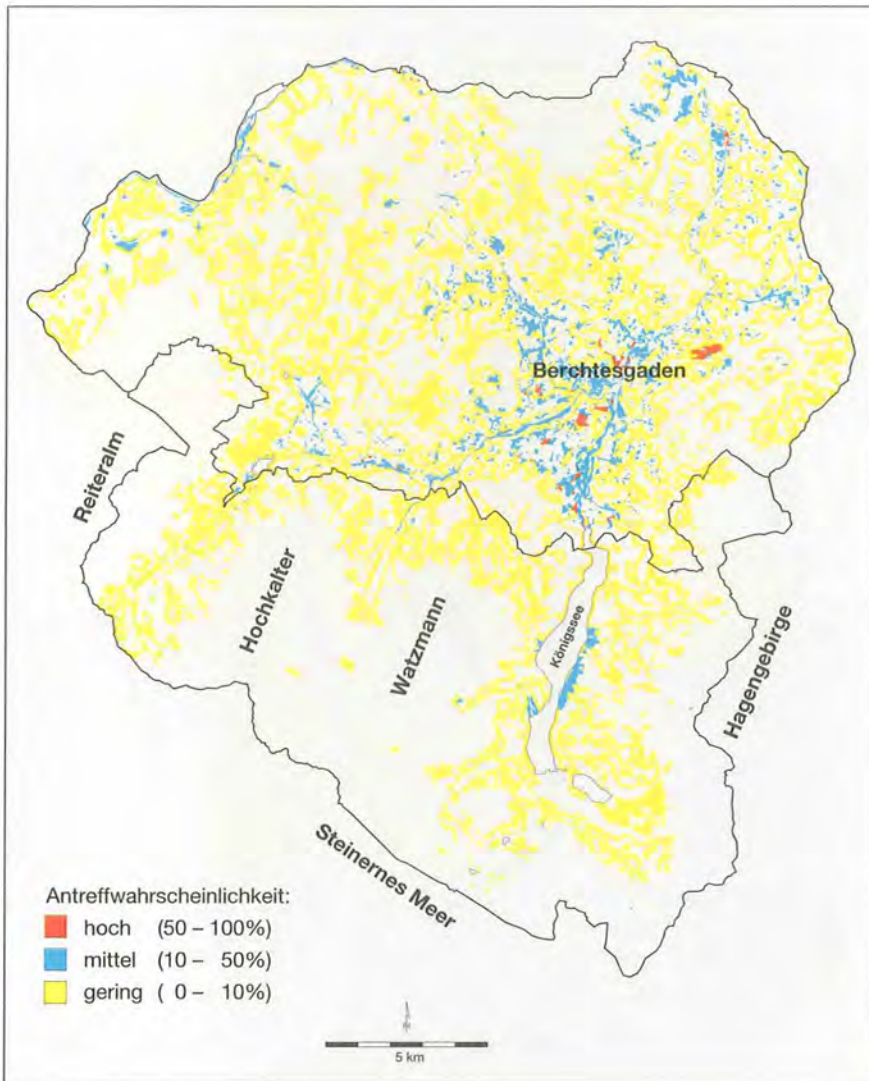 Berchtesgaden
Reiteralm
Hochkalter
Watzmann
Königssee
Hagengebirge
Steinernes Meer
Antreffwahrscheinlichkeit:
hoch (50 – 100%)
mittel (10 – 50%)
gering ( 0 – 10%)
5 km